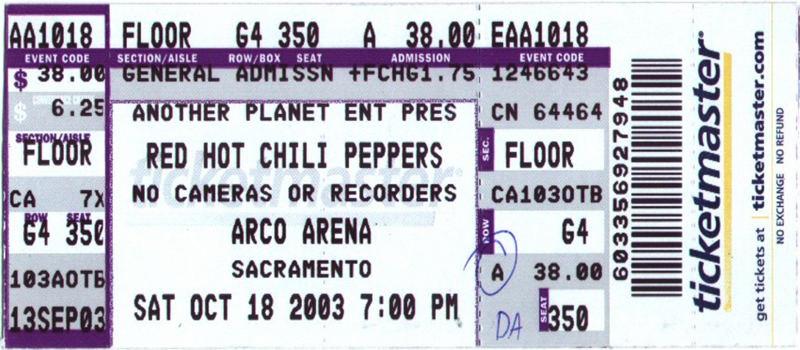 AA1018 FLOOR G4 350 A 38.00 EAA1018
EVENT CODE SECTION/AISLE ROW/BOX SEAT ADMISSION EVENT CODE
$ 38.00 GENERAL ADMISSN +FCHG1.75 1246643
$ 6.25
SECTION/AISLE
FLOOR
CA 7X
ROW SEAT
G4 350
103AOTB
13SEP03
ANOTHER PLANET ENT PRES
RED HOT CHILI PEPPERS
NO CAMERAS OR RECORDERS
ARCO ARENA
SACRAMENTO
SAT OCT 18 2003 7:00 PM
ticketmaster
CN 64464
SEC. FLOOR
CA103OTB
ROW G4
A 38.00
SEAT 350
DA
603356927948
ticketmaster
get tickets at ticketmaster.com
NO EXCHANGE NO REFUND